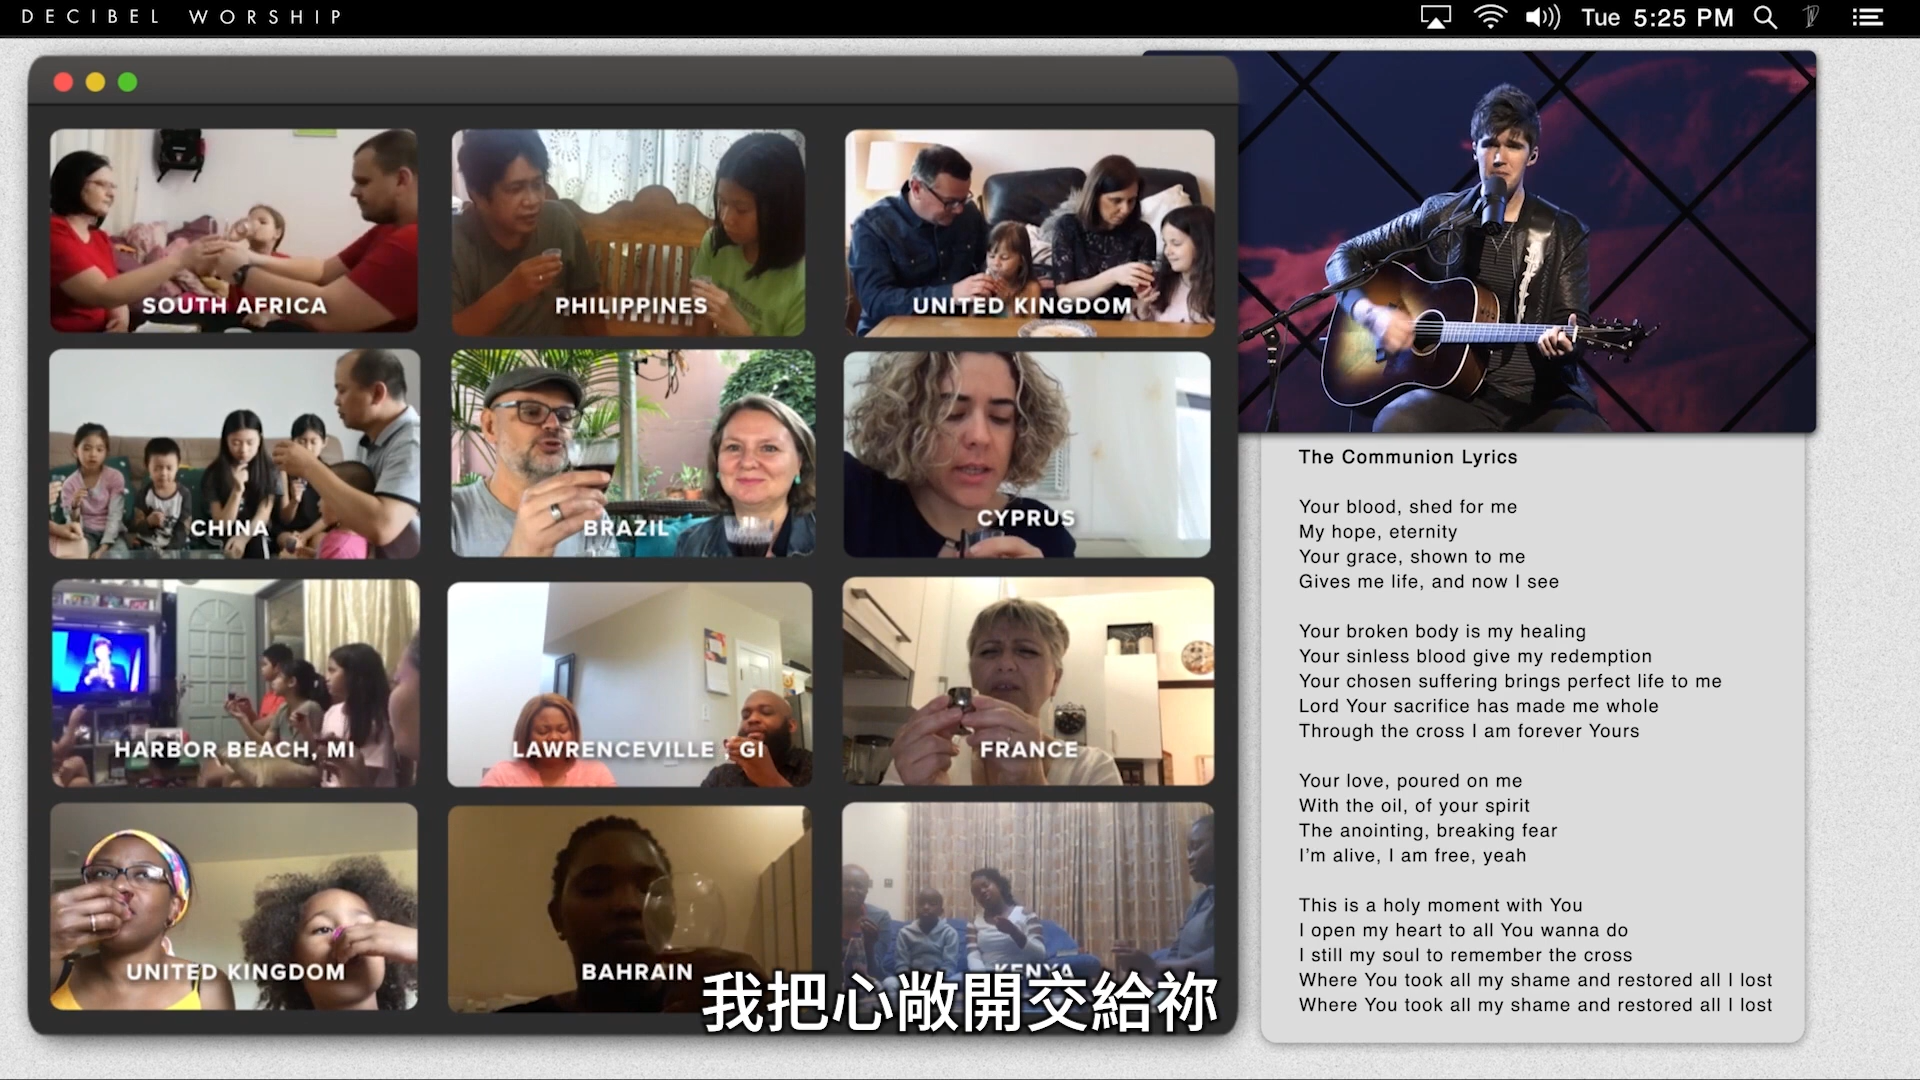 DECIBEL WORSHIP
Tue 5:25 PM
SOUTH AFRICA
PHILIPPINES
UNITED KINGDOM
CHINA
BRAZIL
CYPRUS
HARBOR BEACH, MI
LAWRENCEVILLE , GI
FRANCE
UNITED KINGDOM
BAHRAIN
KENYA
The Communion Lyrics
Your blood, shed for me
My hope, eternity
Your grace, shown to me
Gives me life, and now I see
Your broken body is my healing
Your sinless blood give my redemption
Your chosen suffering brings perfect life to me
Lord Your sacrifice has made me whole
Through the cross I am forever Yours
Your love, poured on me
With the oil, of your spirit
The anointing, breaking fear
I’m alive, I am free, yeah
This is a holy moment with You
I open my heart to all You wanna do
I still my soul to remember the cross
Where You took all my shame and restored all I lost
Where You took all my shame and restored all I lost
我把心敞開交給祢